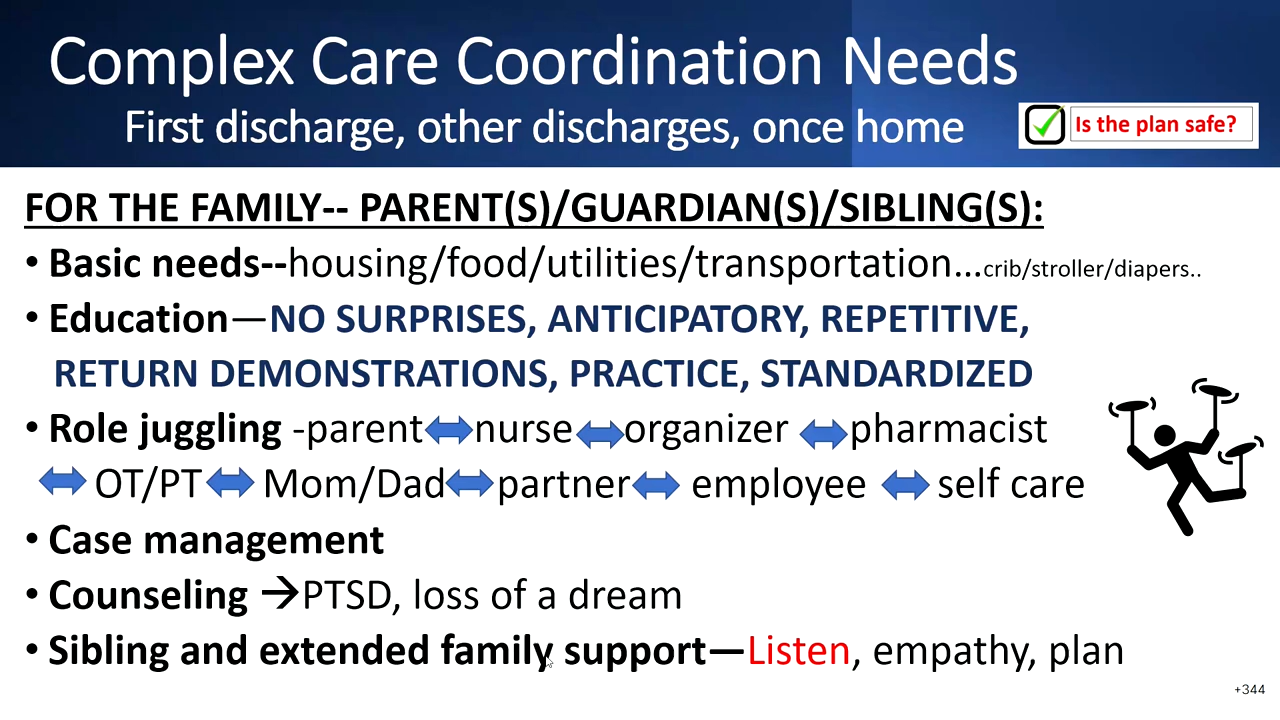 Complex Care Coordination Needs
First discharge, other discharges, once home
Is the plan safe?
FOR THE FAMILY-- PARENT(S)/GUARDIAN(S)/SIBLING(S):
• Basic needs--housing/food/utilities/transportation...crib/stroller/diapers..
• Education—NO SURPRISES, ANTICIPATORY, REPETITIVE,
RETURN DEMONSTRATIONS, PRACTICE, STANDARDIZED
• Role juggling -parent↔nurse↔organizer ↔pharmacist
↔ OT/PT↔ Mom/Dad↔partner↔ employee ↔ self care
• Case management
• Counseling →PTSD, loss of a dream
• Sibling and extended family support—Listen, empathy, plan
+344